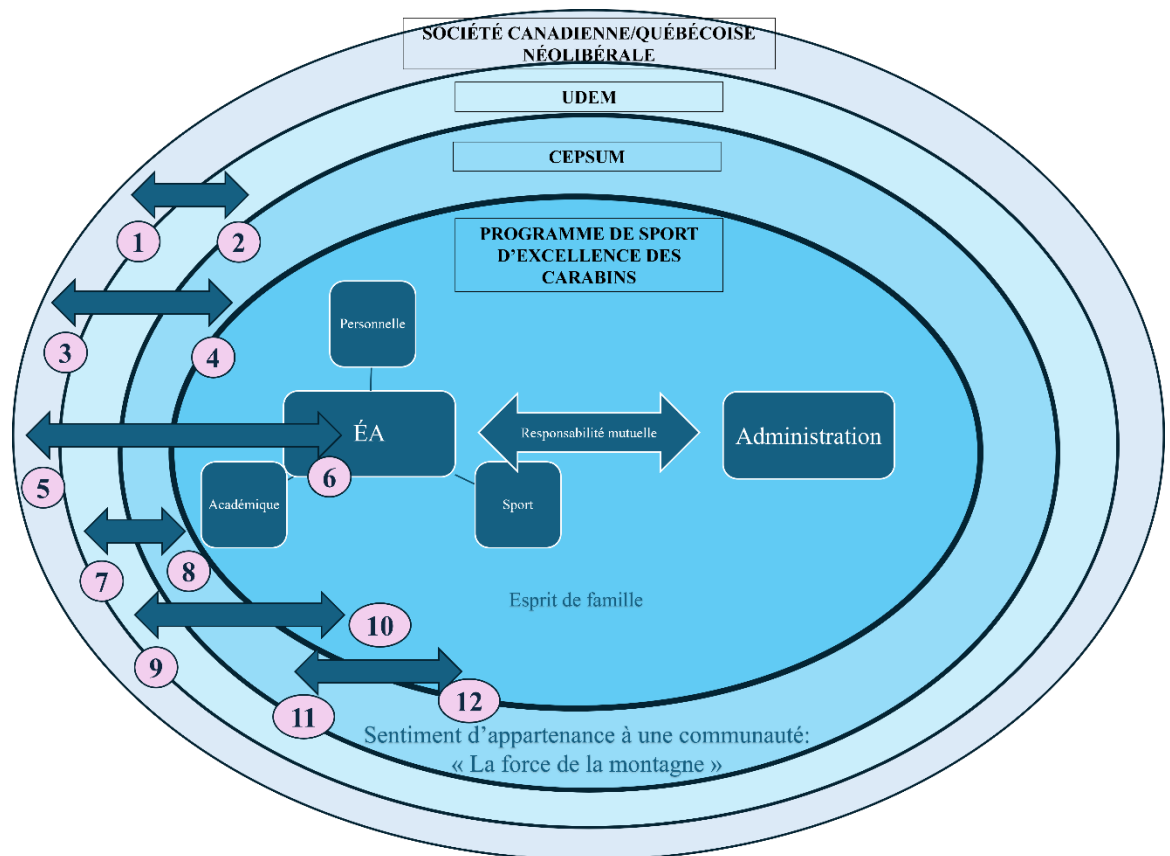 SOCIÉTÉ CANADIENNE/QUÉBÉCOISE
NÉOLIBÉRALE
UDEM
CEPSUM
PROGRAMME DE SPORT
D’EXCELLENCE DES
CARABINS
1
2
3
4
Personnelle
ÉA
Responsabilité mutuelle
Administration
5
6
Académique
Sport
7
8
Esprit de famille
9
10
11
12
Sentiment d’appartenance à une communauté:
« La force de la montagne »